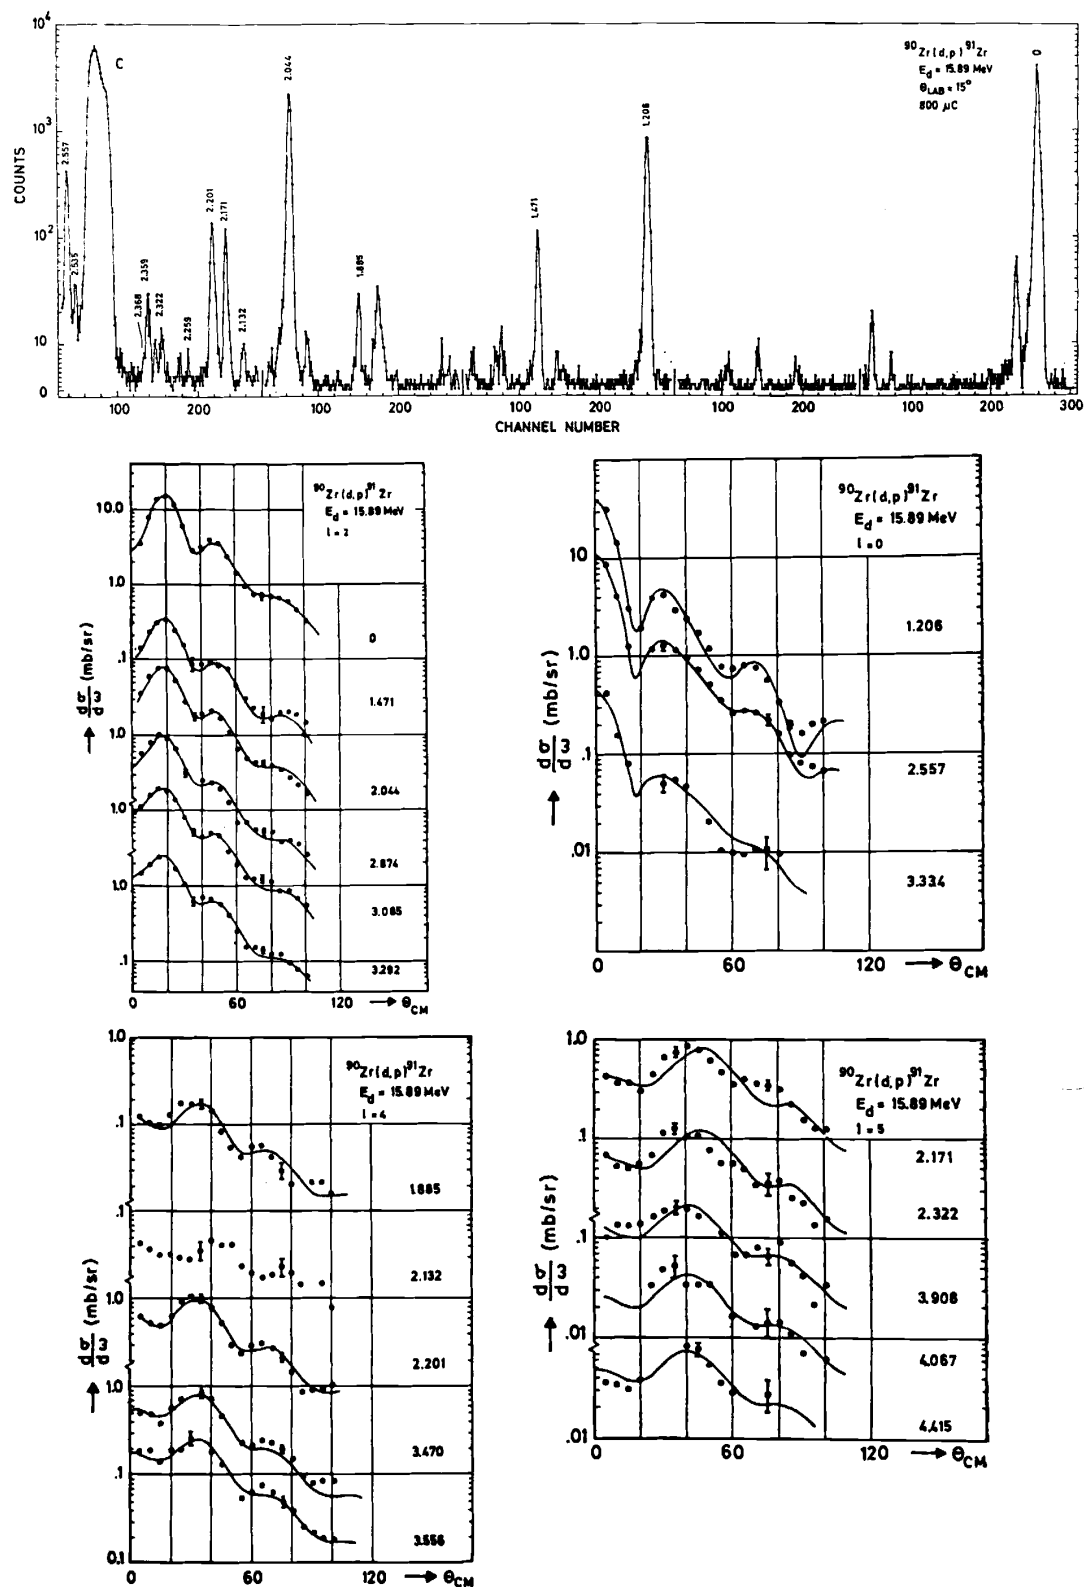 10⁴
10³
10²
10
0
COUNTS
2.557
2.535
C
2.368
2.359
2.322
2.259
2.201
2.171
2.132
2.044
1.885
1.471
1.206
0
⁹⁰Zr(d,p)⁹¹Zr
E_d = 15.89 MeV
Θ_LAB = 15°
800 µC
100 200 100 200 100 200 100 100 200 300
CHANNEL NUMBER
⁹⁰Zr(d,p)⁹¹Zr
E_d = 15.89 MeV
l = 2
10.0
1.0
.1
1.0
1.0
1.0
.1
dσ/dω (mb/sr)
0
1.471
2.044
2.874
3.085
3.292
0 60 120 → Θ_CM
⁹⁰Zr(d,p)⁹¹Zr
E_d = 15.89 MeV
l = 0
10
1.0
.1
.01
dσ/dω (mb/sr)
1.206
2.557
3.334
0 60 120 → Θ_CM
⁹⁰Zr(d,p)⁹¹Zr
E_d = 15.89 MeV
l = 4
1.0
.1
.1
1.0
1.0
.1
0.1
dσ/dω (mb/sr)
1.885
2.132
2.201
3.470
3.556
0 60 120 → Θ_CM
⁹⁰Zr(d,p)⁹¹Zr
E_d = 15.89 MeV
l = 5
1.0
.1
.1
.01
.01
dσ/dω (mb/sr)
2.171
2.322
3.908
4.067
4.415
0 60 120 → Θ_CM